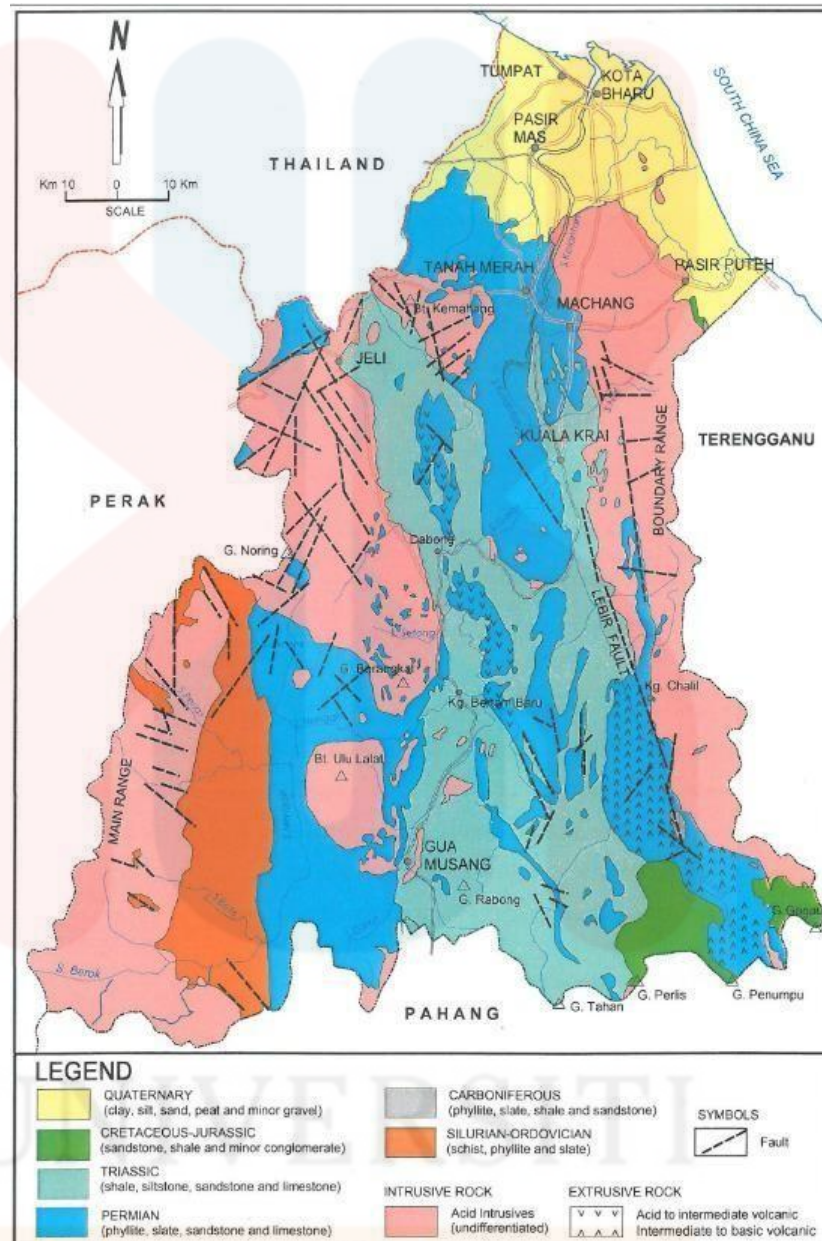 N
Km 10 0 10 Km
SCALE
TUMPAT
KOTA
BHARU
PASIR
MAS
SOUTH CHINA SEA
THAILAND
TANAH MERAH
PASIR PUTEH
Bt. Kemahang
MACHANG
JELI
KUALA KRAI
TERENGGANU
BOUNDARY RANGE
PERAK
G. Noring
Dabong
LEBIR FAULT
G. Berangkat
Kg. Chalil
Bt. Ulu Lalat
MAIN RANGE
GUA
MUSANG
G. Rabong
S. Berok
G. Tahan
G. Perlis
G. Penumpu
PAHANG
LEGEND
QUATERNARY
(clay, silt, sand, peat and minor gravel)
CRETACEOUS-JURASSIC
(sandstone, shale and minor conglomerate)
TRIASSIC
(shale, siltstone, sandstone and limestone)
PERMIAN
(phyllite, slate, sandstone and limestone)
CARBONIFEROUS
(phyllite, slate, shale and sandstone)
SILURIAN-ORDOVICIAN
(schist, phyllite and slate)
SYMBOLS
Fault
INTRUSIVE ROCK
Acid Intrusives
(undifferentiated)
EXTRUSIVE ROCK
Acid to intermediate volcanic
Intermediate to basic volcanic
UNIVERSITI